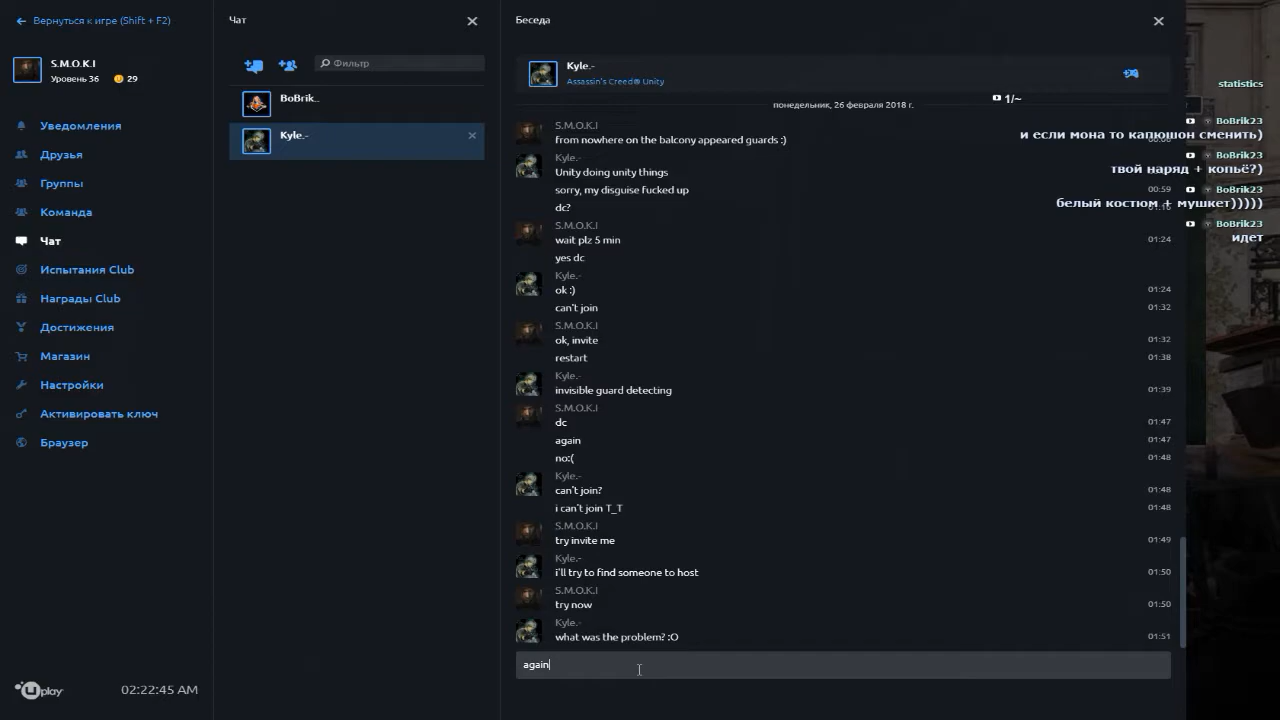 Вернуться к игре (Shift + F2)
S.M.O.K.I
Уровень 36
29
Уведомления
Друзья
Группы
Команда
Чат
Испытания Club
Награды Club
Достижения
Магазин
Настройки
Активировать ключ
Браузер
uplay
02:22:45 AM
Чат
Фильтр
BoBrik..
Kyle.-
Беседа
Kyle.-
Assassin's Creed® Unity
понедельник, 26 февраля 2018 г.
S.M.O.K.I
from nowhere on the balcony appeared guards :)
Kyle.-
Unity doing unity things
sorry, my disguise fucked up 00:59
dc?
S.M.O.K.I
wait plz 5 min 01:24
yes dc
Kyle.-
ok :) 01:24
can't join 01:32
S.M.O.K.I
ok, invite 01:32
restart 01:38
Kyle.-
invisible guard detecting 01:39
S.M.O.K.I
dc 01:47
again 01:47
no:( 01:48
Kyle.-
can't join? 01:48
i can't join T_T 01:48
S.M.O.K.I
try invite me 01:49
Kyle.-
i'll try to find someone to host 01:50
S.M.O.K.I
try now 01:50
Kyle.-
what was the problem? :O 01:51
again
1/~
statistics
BoBrik23
и если мона то капюшон сменить)
BoBrik23
твой наряд + копьё?)
BoBrik23
белый костюм + мушкет)))))
BoBrik23
идет